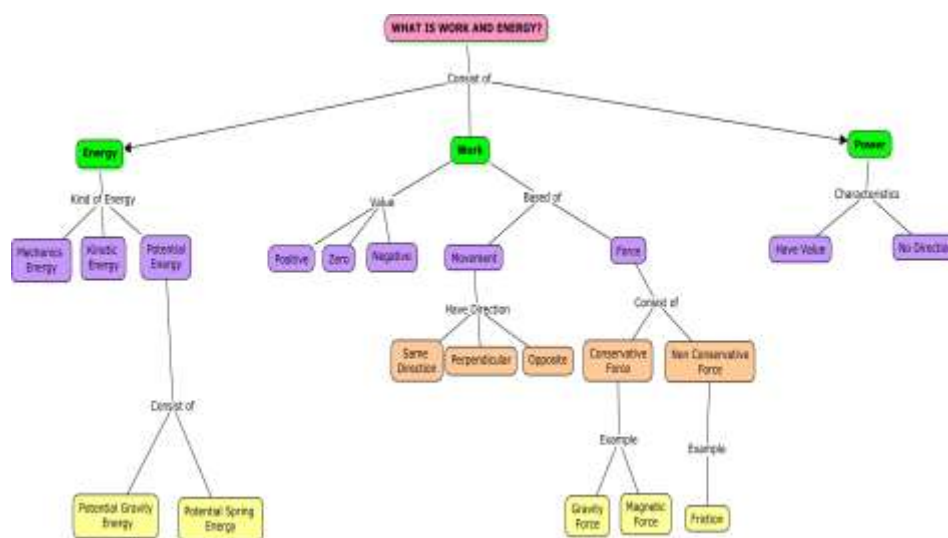 WHAT IS WORK AND ENERGY?
Consist of
Energy
Work
Power
Kind of Energy
Value
Based of
Characteristics
Mechanics
Energy
Kinetic
Energy
Potential
Energy
Positive
Zero
Negative
Movement
Force
Have Value
No Direction
Have Direction
Consist of
Same
Direction
Perpendicular
Opposite
Conservative
Force
Non Conservative
Force
Consist of
Example
Example
Potential Gravity
Energy
Potential Spring
Energy
Gravity
Force
Magnetic
Force
Friction